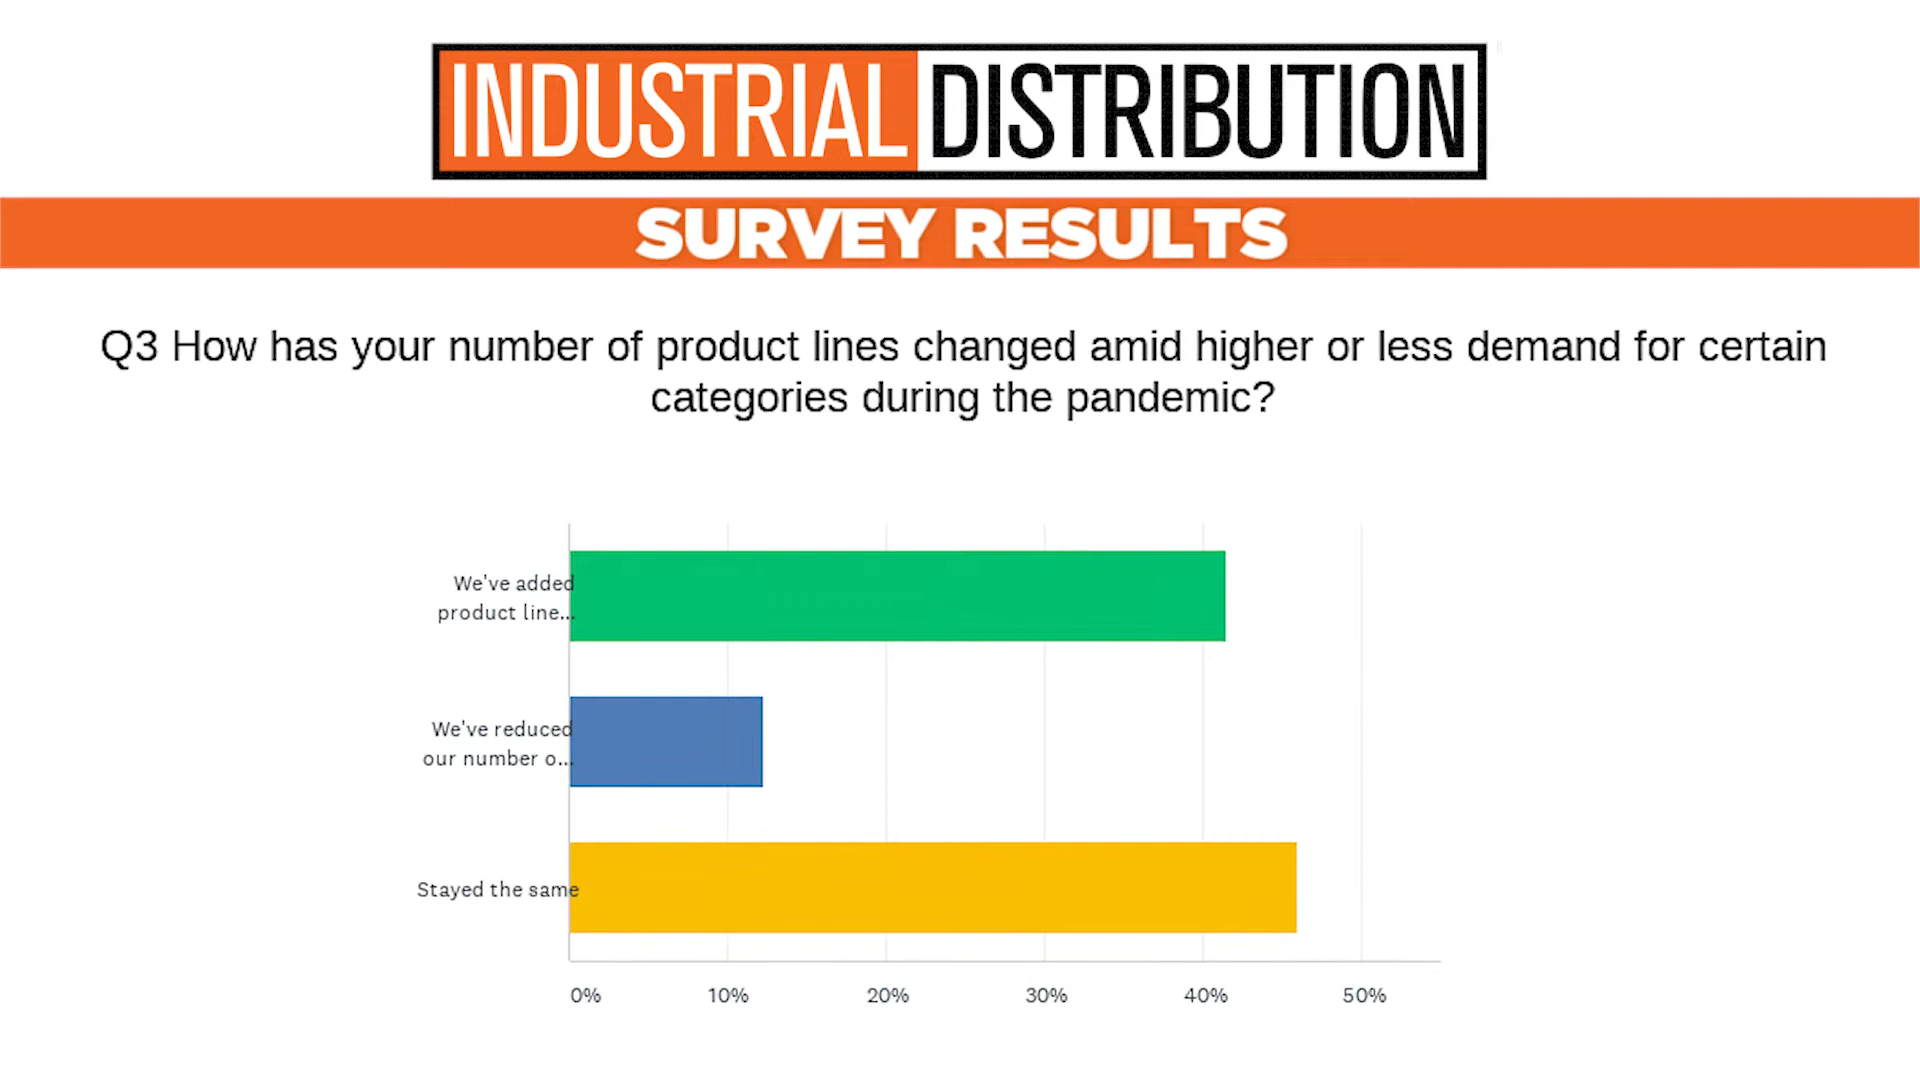 INDUSTRIAL DISTRIBUTION
SURVEY RESULTS
Q3 How has your number of product lines changed amid higher or less demand for certain
categories during the pandemic?
We've added
product line...
We've reduced
our number o...
Stayed the same
0% 10% 20% 30% 40% 50%